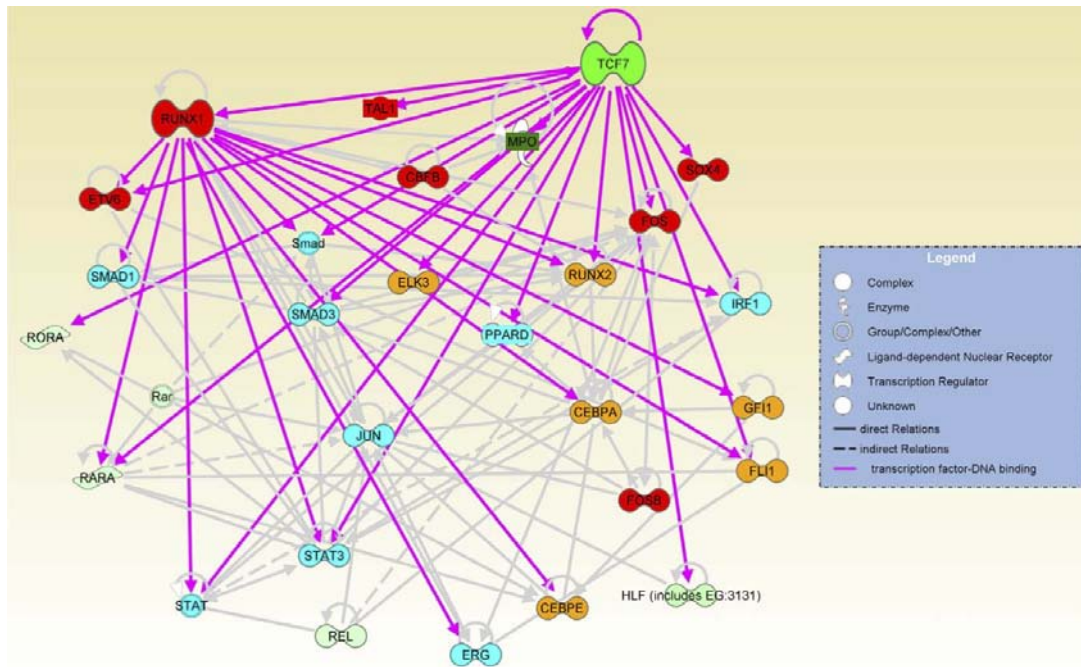 TCF7
RUNX1
TAL1
MPO
CBFB
SOX4
ETV6
FOS
Smad
SMAD1
ELK3
RUNX2
IRF1
SMAD3
PPARD
RORA
Rar
CEBPA
GFI1
JUN
RARA
FLI1
FOSB
STAT3
STAT
CEBPE
HLF (includes EG:3131)
REL
ERG
Legend
Complex
Enzyme
Group/Complex/Other
Ligand-dependent Nuclear Receptor
Transcription Regulator
Unknown
direct Relations
indirect Relations
transcription factor-DNA binding